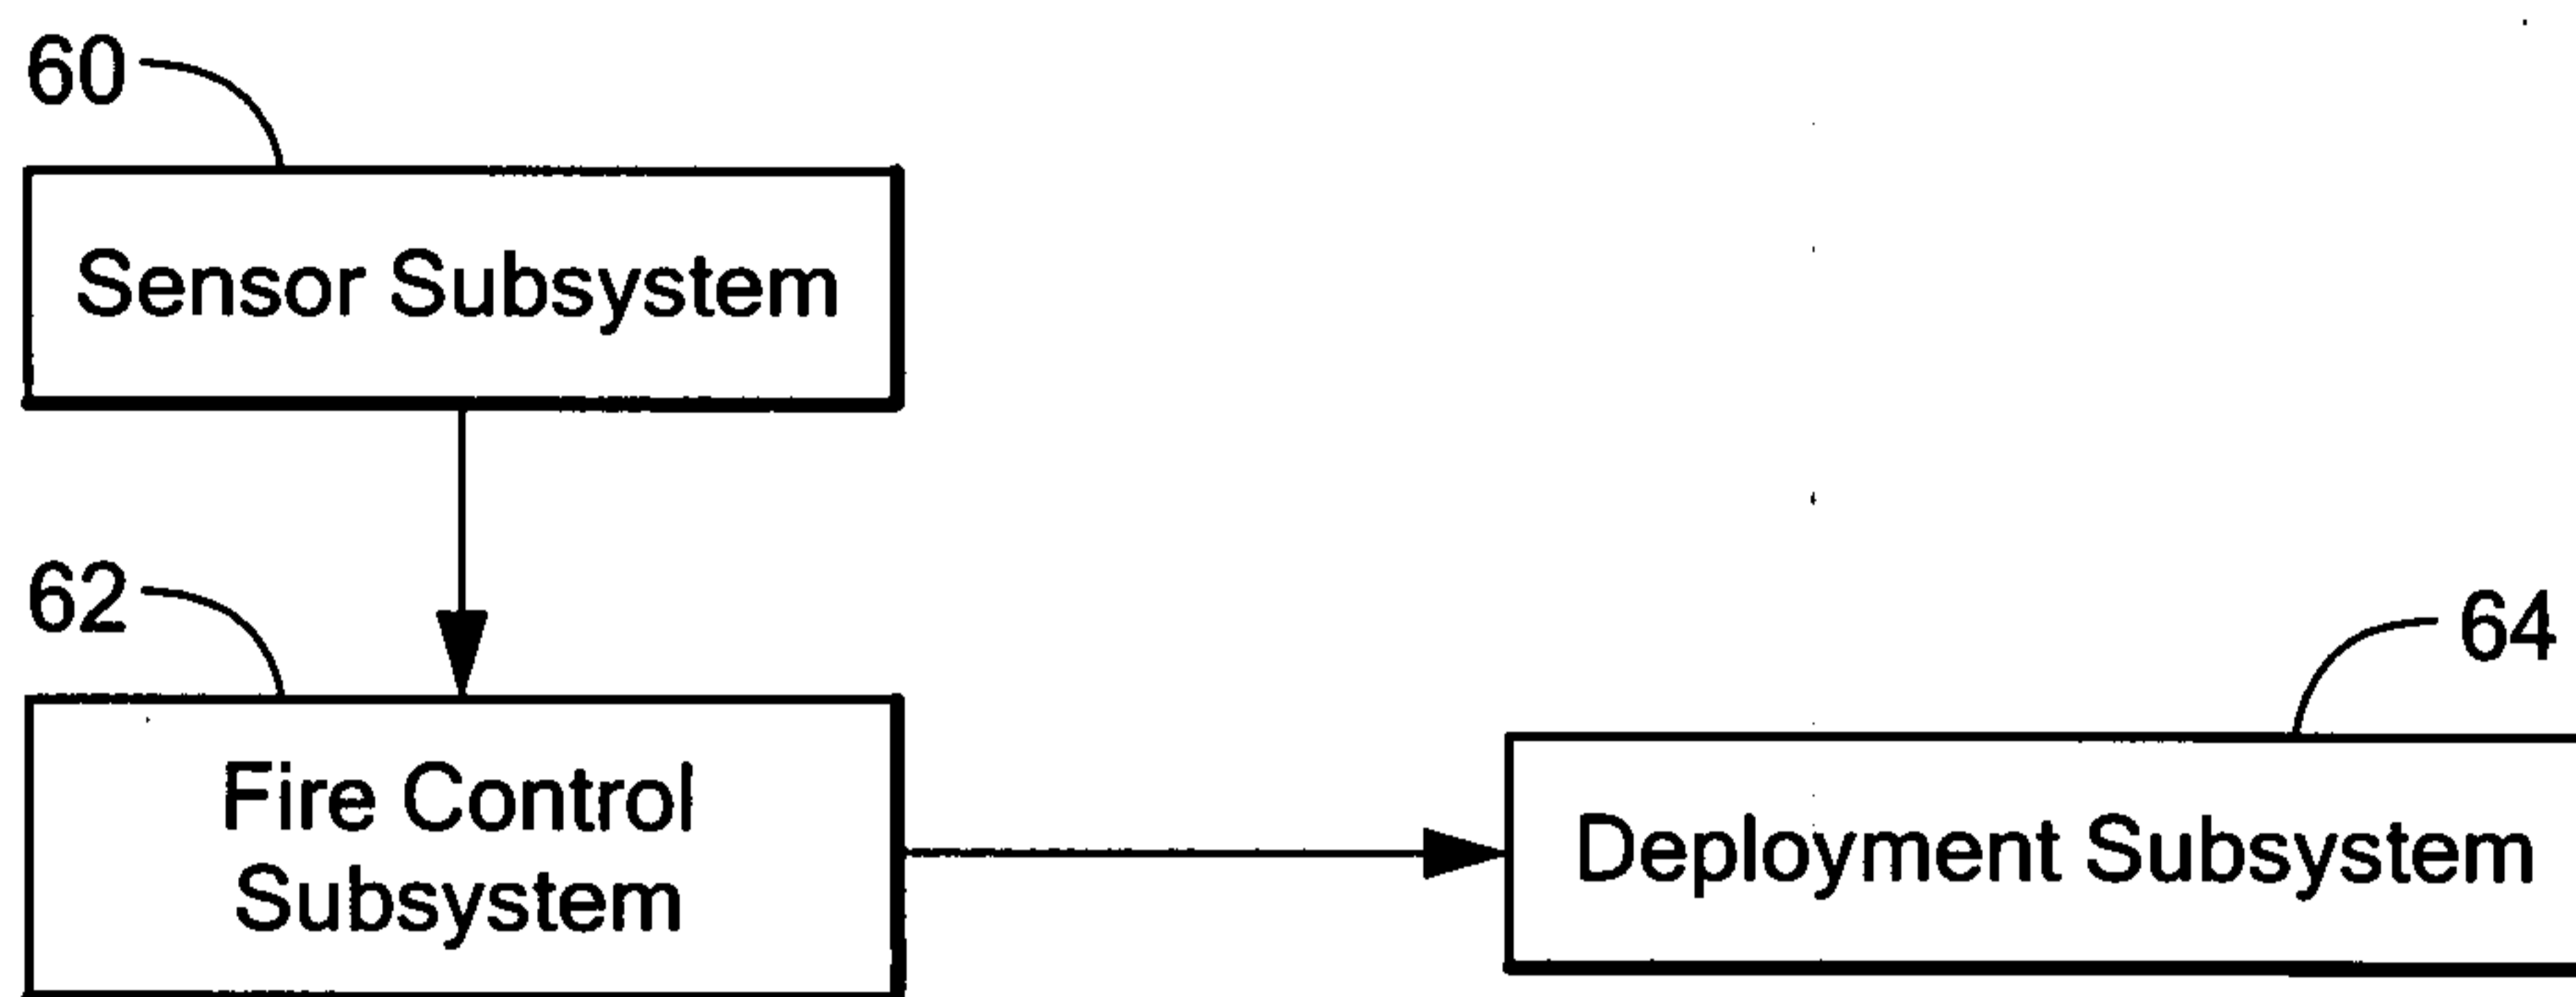 60
Sensor Subsystem
62
Fire Control
Subsystem
64
Deployment Subsystem